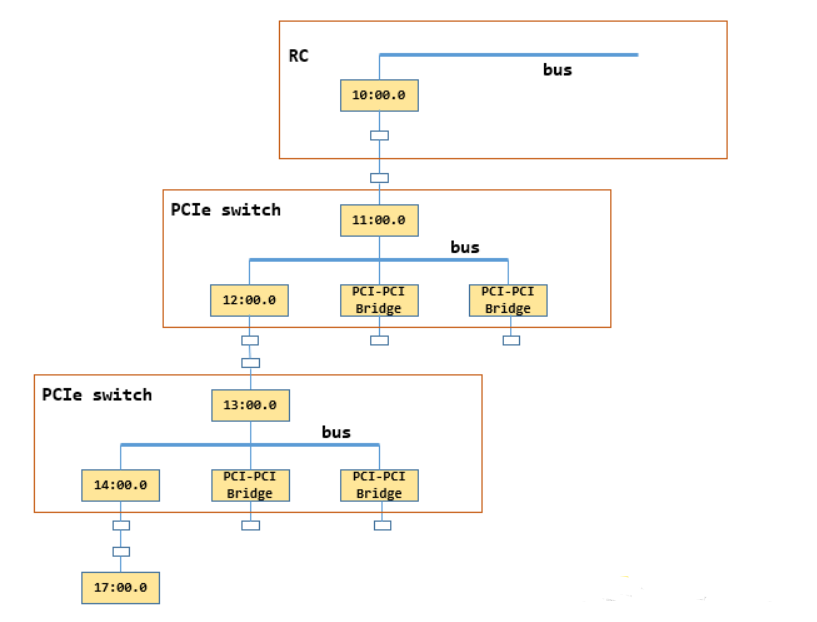 RC
bus
10:00.0
PCIe switch
11:00.0
bus
12:00.0
PCI-PCI
Bridge
PCI-PCI
Bridge
PCIe switch
13:00.0
bus
14:00.0
PCI-PCI
Bridge
PCI-PCI
Bridge
17:00.0